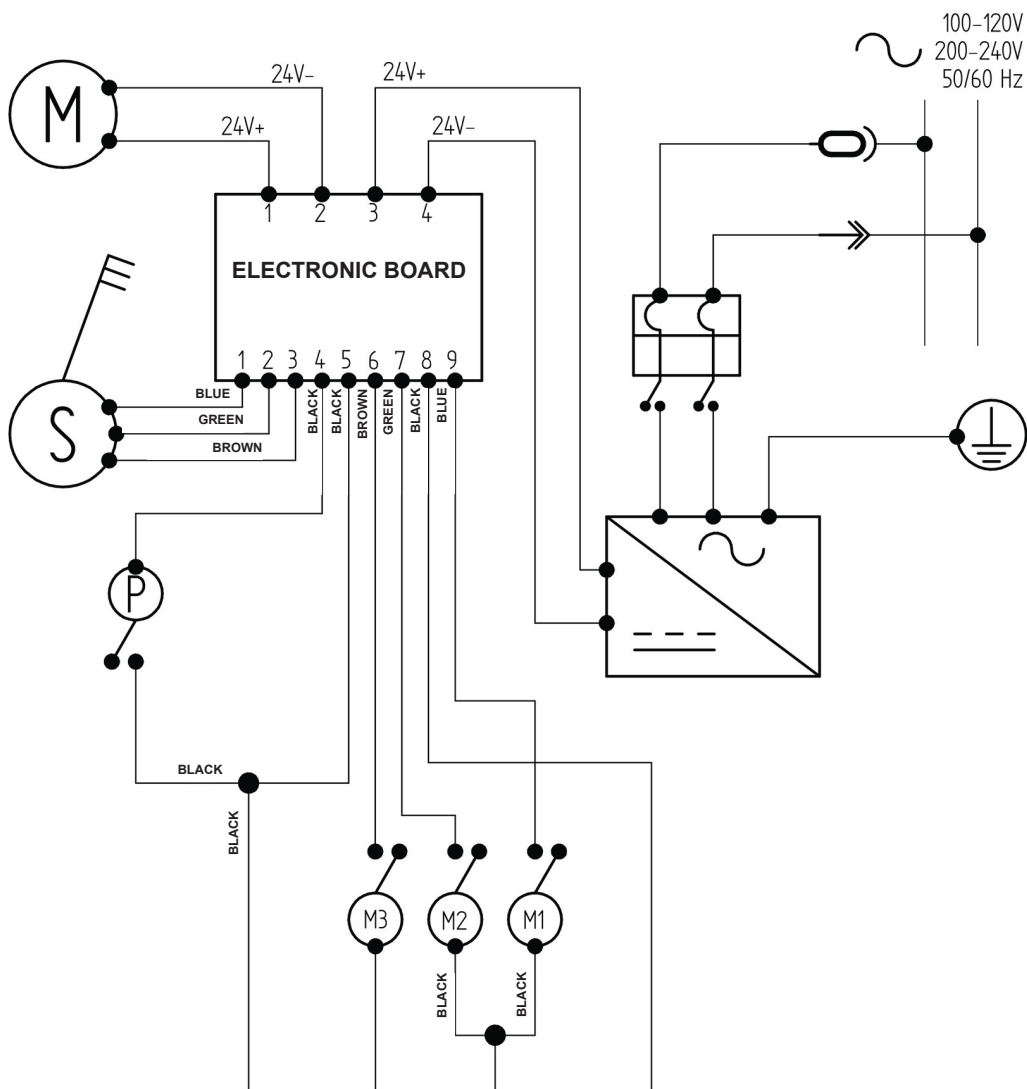 100-120V
200-240V
50/60 Hz
24V-
24V+
M
24V+
24V-
1 2 3 4
ELECTRONIC BOARD
1 2 3 4 5 6 7 8 9
BLUE
GREEN
BROWN
BLACK
BLACK
BROWN
GREEN
BLACK
BLUE
S
P
BLACK
BLACK
M3
M2
M1
BLACK
BLACK